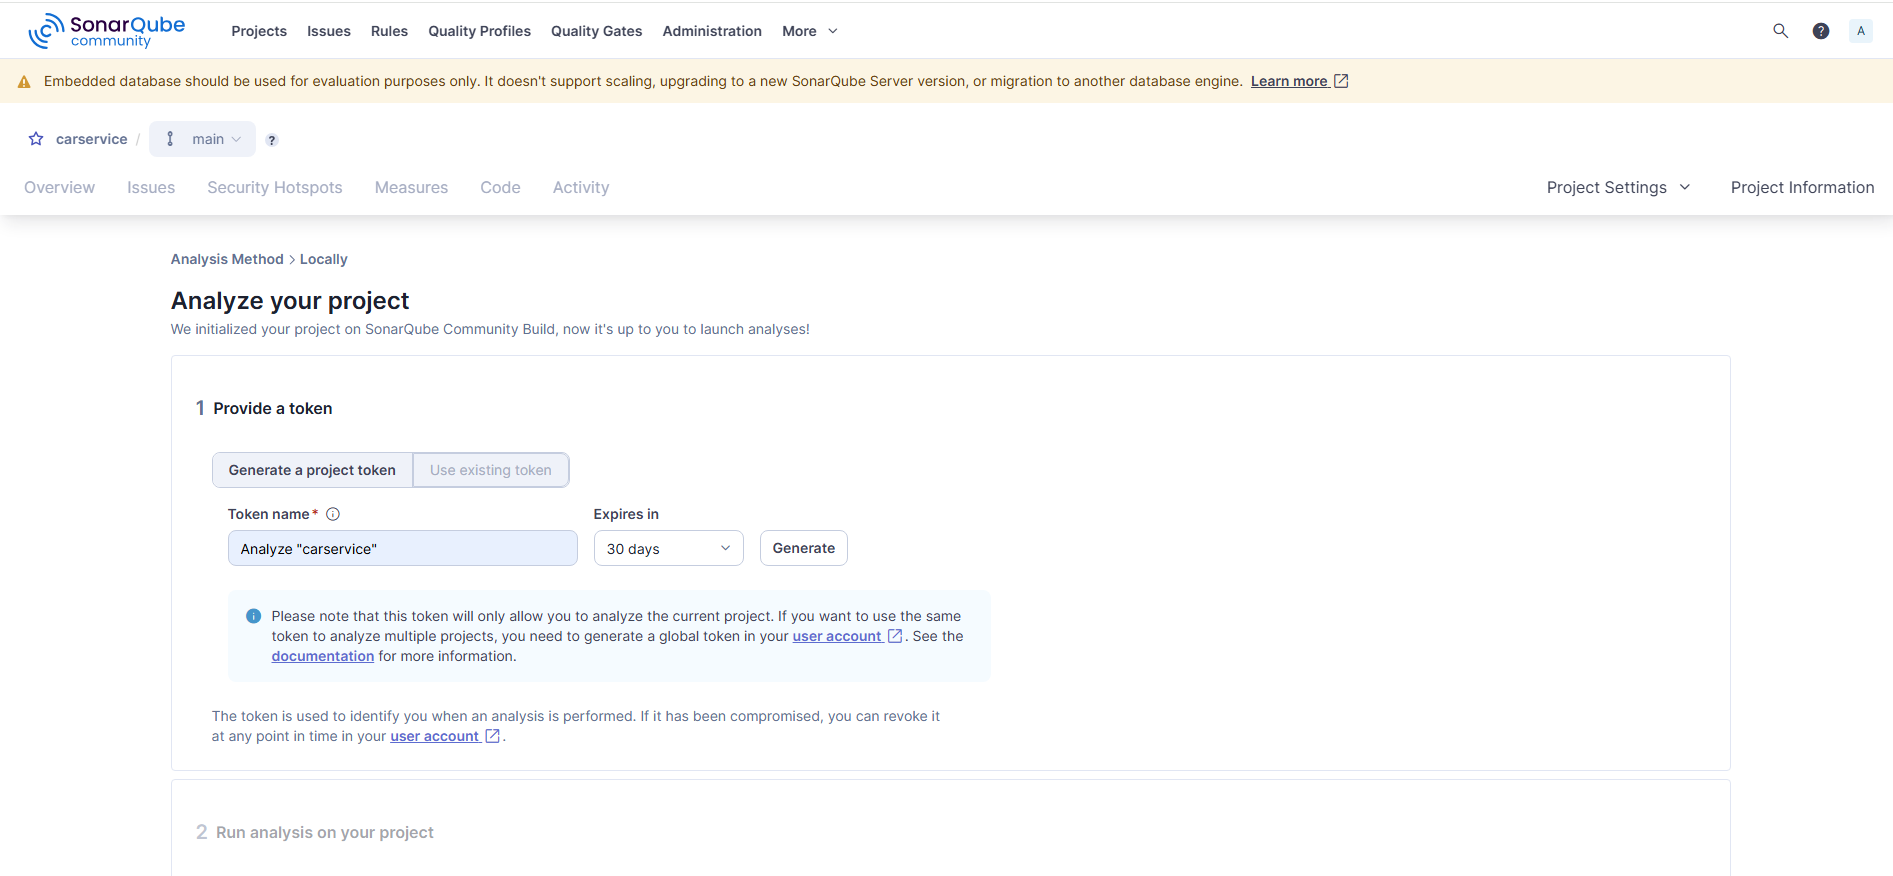 SonarQube community Projects Issues Rules Quality Profiles Quality Gates Administration More ? A
Embedded database should be used for evaluation purposes only. It doesn't support scaling, upgrading to a new SonarQube Server version, or migration to another database engine. Learn more
carservice / main ?
Overview Issues Security Hotspots Measures Code Activity Project Settings Project Information
Analysis Method > Locally
Analyze your project
We initialized your project on SonarQube Community Build, now it's up to you to launch analyses!
1 Provide a token
Generate a project token Use existing token
Token name* Expires in
Analyze "carservice" 30 days Generate
Please note that this token will only allow you to analyze the current project. If you want to use the same
token to analyze multiple projects, you need to generate a global token in your user account . See the
documentation for more information.
The token is used to identify you when an analysis is performed. If it has been compromised, you can revoke it
at any point in time in your user account .
2 Run analysis on your project